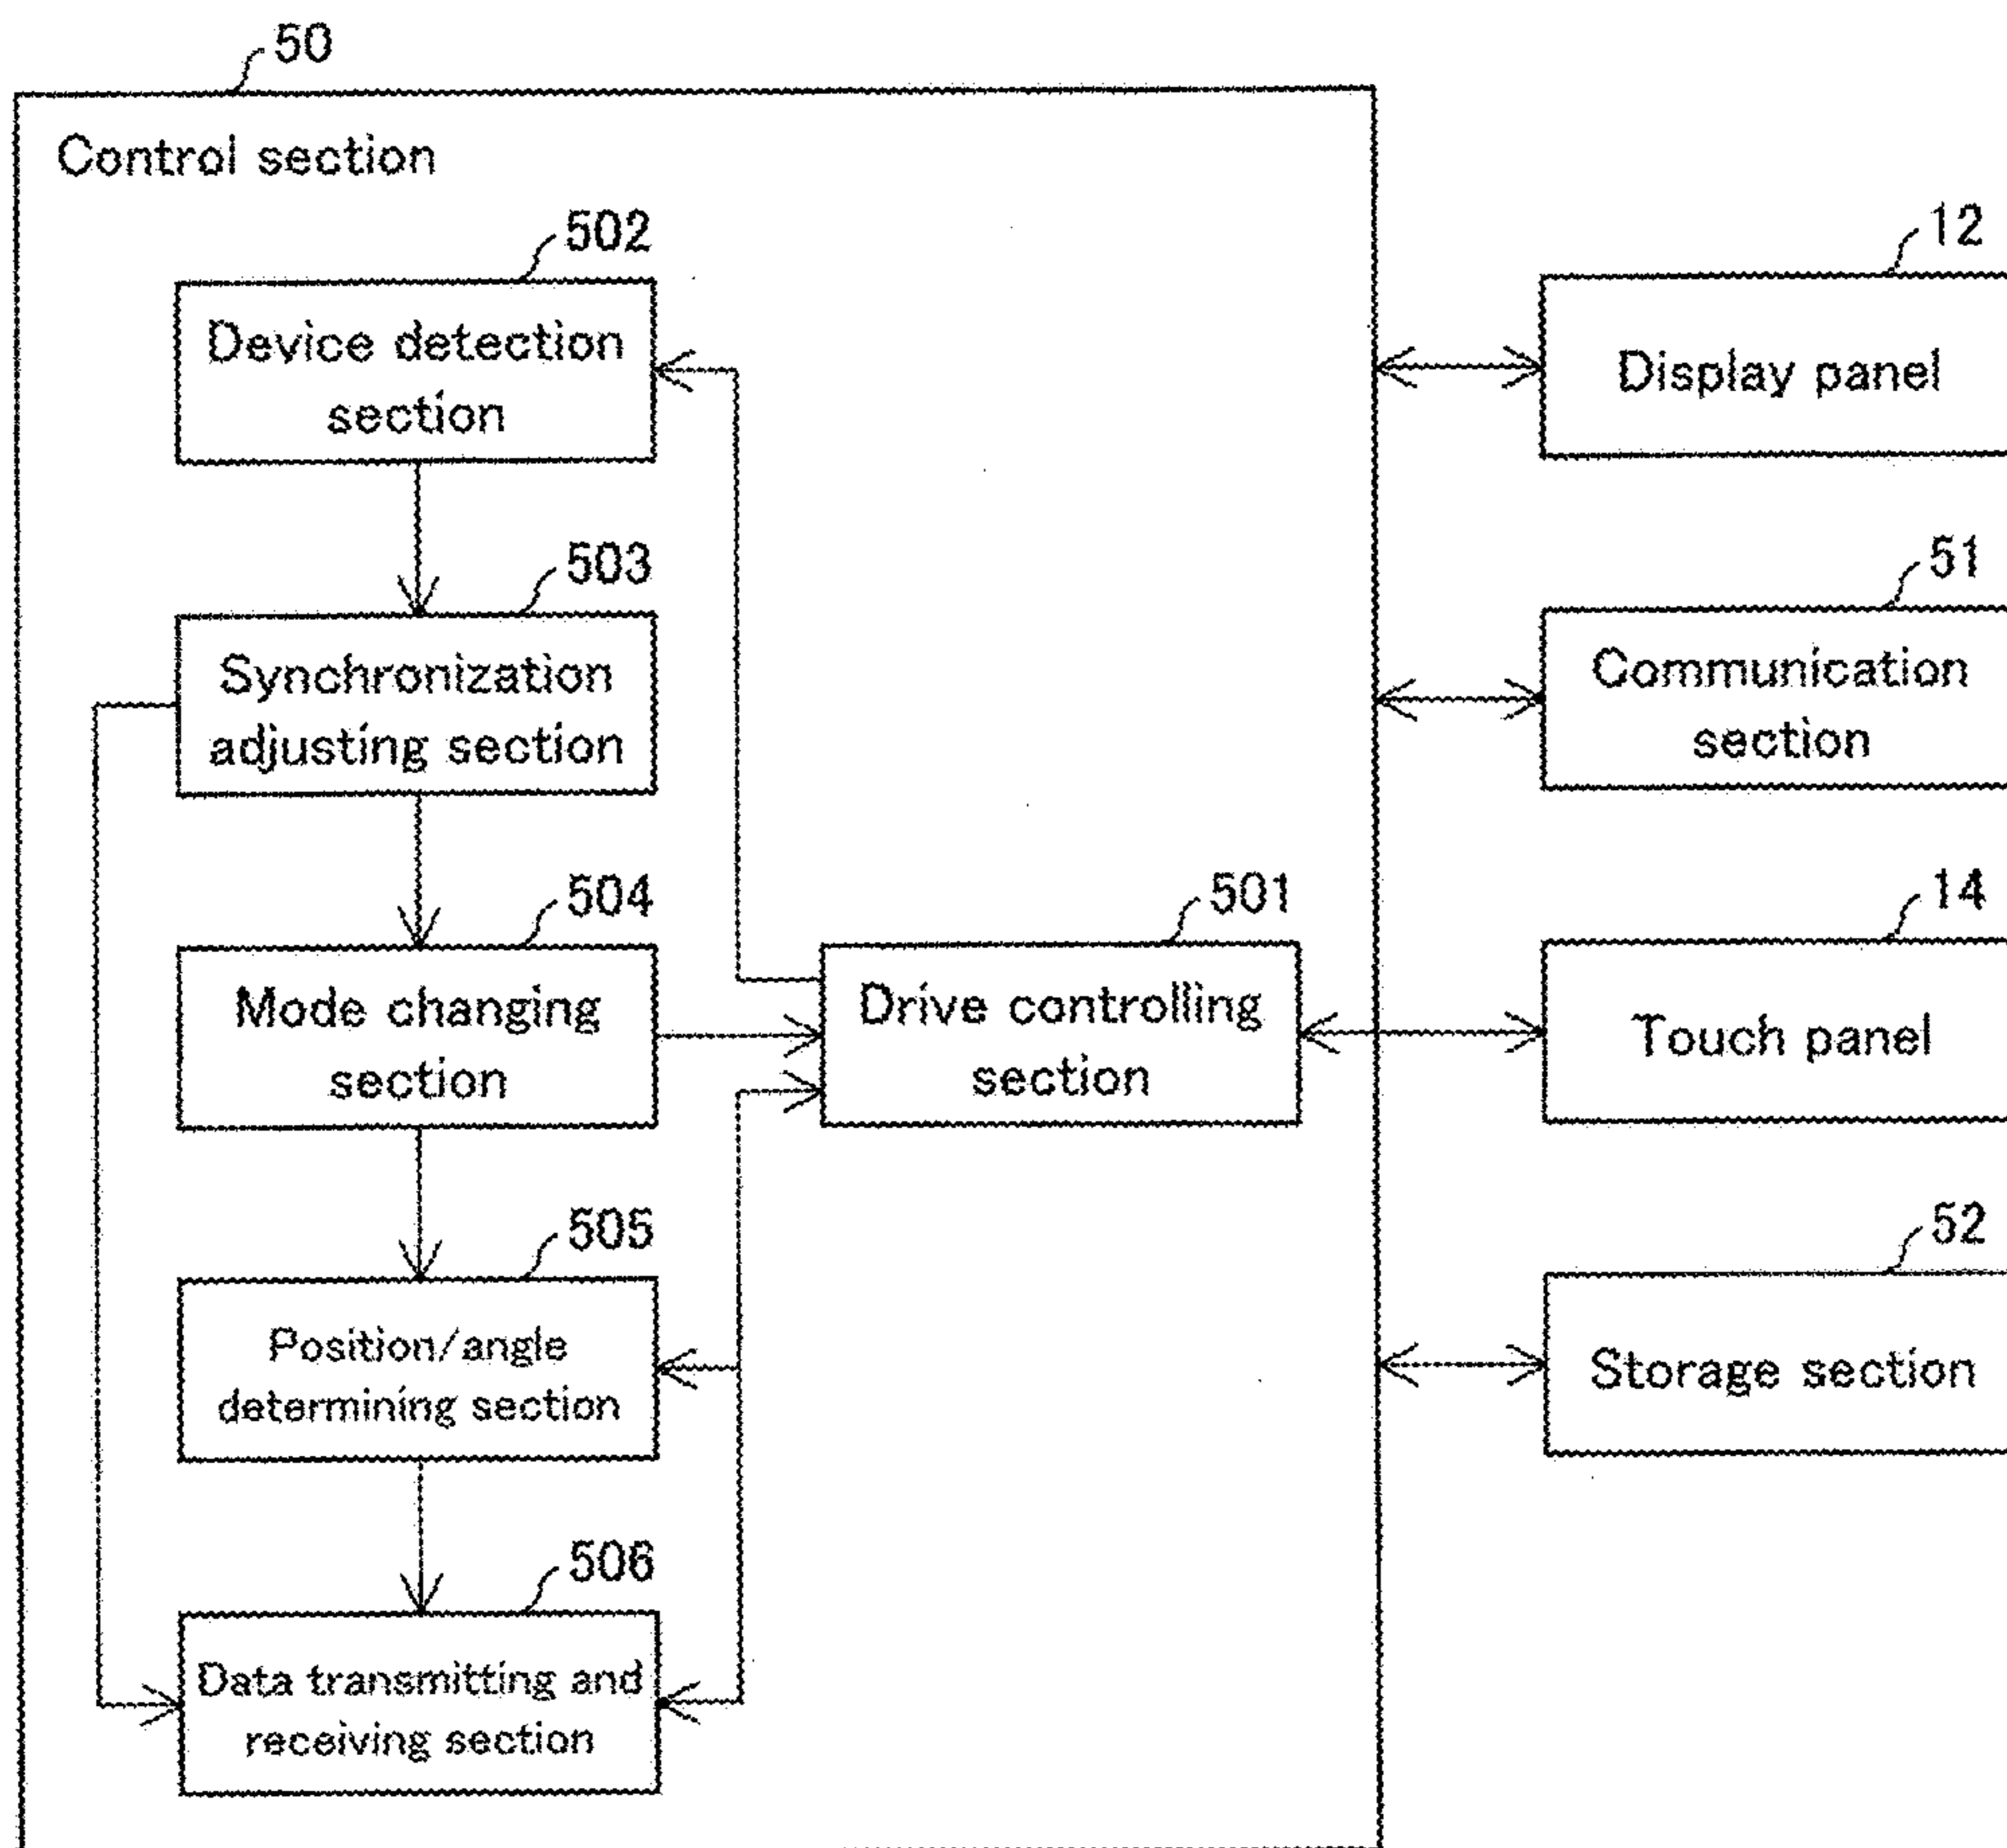 50
Control section
502
Device detection
section
503
Synchronization
adjusting section
504
Mode changing
section
505
Position/angle
determining section
506
Data transmitting and
receiving section
501
Drive controlling
section
12
Display panel
51
Communication
section
14
Touch panel
52
Storage section